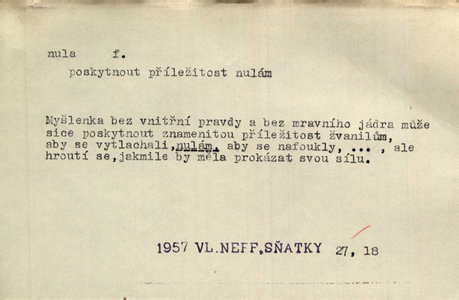 nula f.
poskytnout příležitost nulám
Myšlenka bez vnitřní pravdy a bez mravního jádra může
sice poskytnout znamenitou příležitost žvanilům,
aby se vytlachali, nulám, aby se nafoukly, ... , ale
hroutí se, jakmile by měla prokázat svou sílu.
1957 VL. NEFF, SŇATKY 27, 18